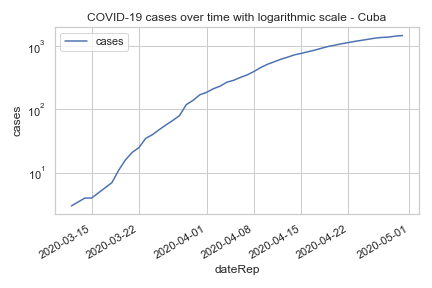 COVID-19 cases over time with logarithmic scale - Cuba
cases
10³
10²
10¹
cases
2020-03-15
2020-03-22
2020-04-01
2020-04-08
2020-04-15
2020-04-22
2020-05-01
dateRep